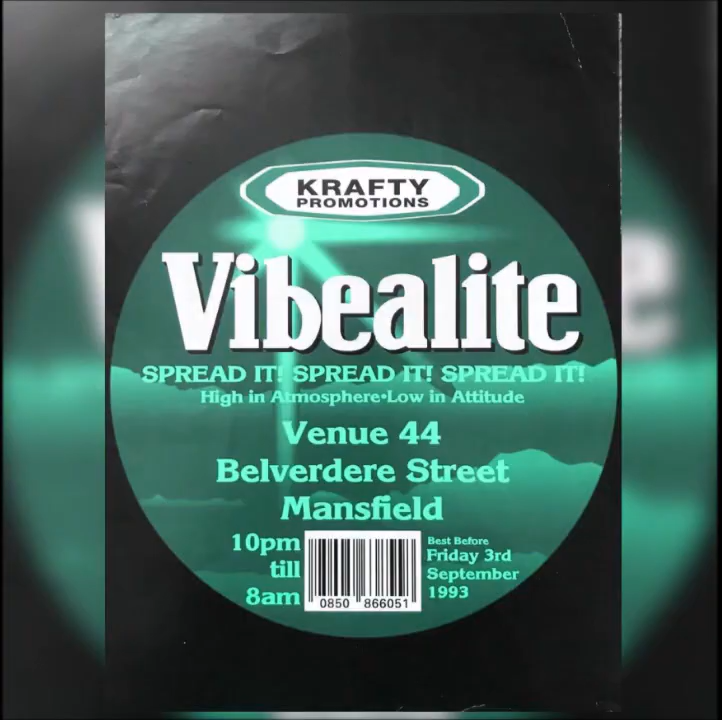 KRAFTY
PROMOTIONS
Vibealite
SPREAD IT! SPREAD IT! SPREAD IT!
High in Atmosphere•Low in Attitude
Venue 44
Belverdere Street
Mansfield
10pm
till
8am
0850 866051
Best Before
Friday 3rd
September
1993